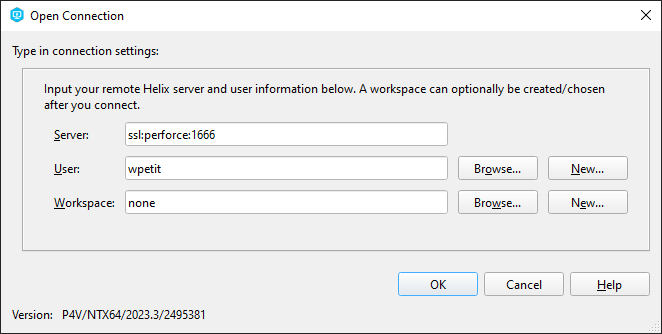 Open Connection
Type in connection settings:
Input your remote Helix server and user information below. A workspace can optionally be created/chosen
after you connect.
Server: ssl:perforce:1666
User: wpetit Browse... New...
Workspace: none Browse... New...
OK Cancel Help
Version: P4V/NTX64/2023.3/2495381